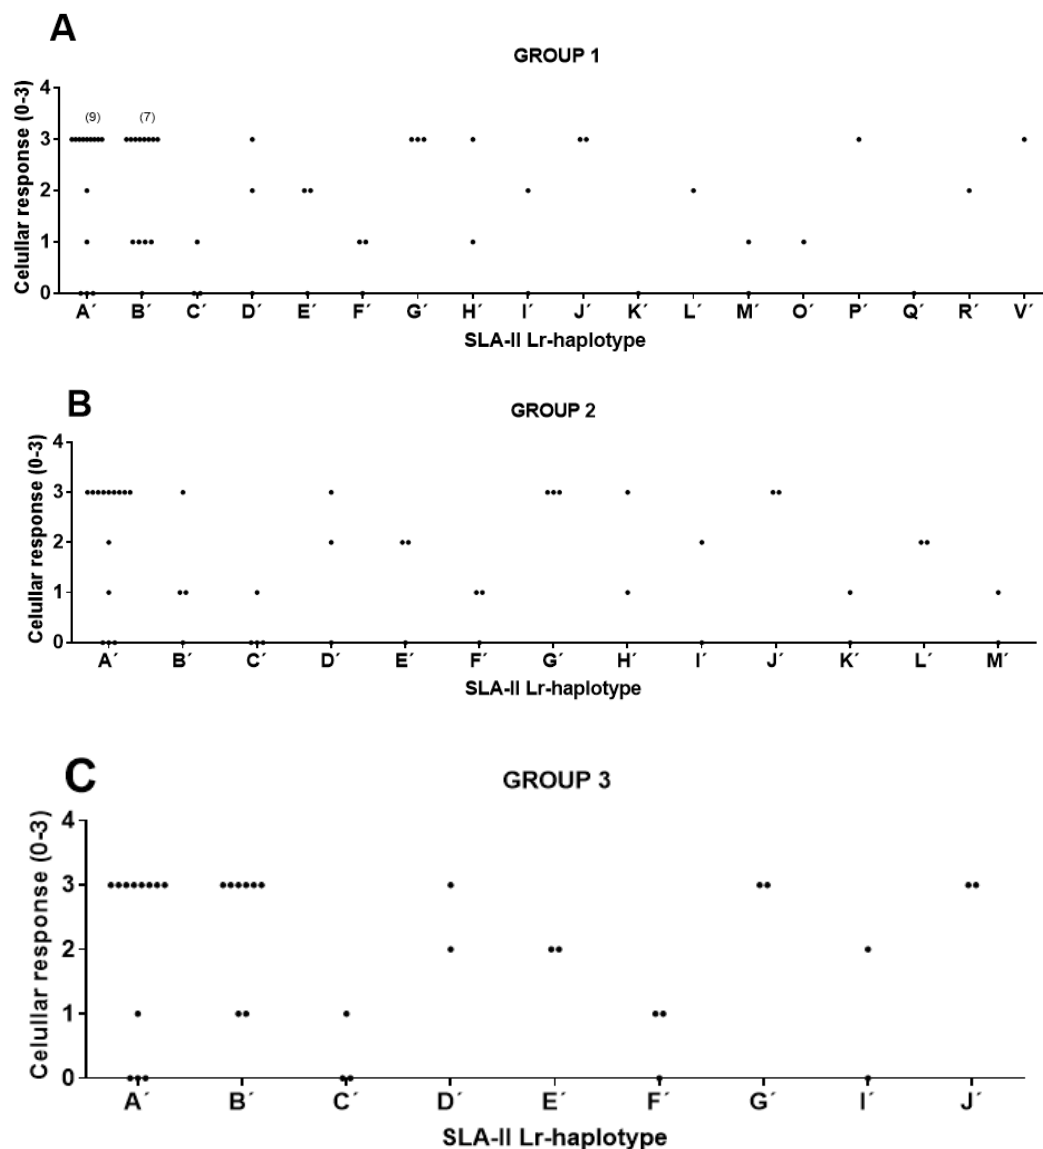 A
GROUP 1
Celullar response (0-3)
4
3
2
1
0
(9)
(7)
A´ B´ C´ D´ E´ F´ G´ H´ I´ J´ K´ L´ M´ O´ P´ Q´ R´ V´
SLA-II Lr-haplotype
B
GROUP 2
Celullar response (0-3)
4
3
2
1
0
A´ B´ C´ D´ E´ F´ G´ H´ I´ J´ K´ L´ M´
SLA-II Lr-haplotype
C
GROUP 3
Celullar response (0-3)
4
3
2
1
0
A´ B´ C´ D´ E´ F´ G´ I´ J´
SLA-II Lr-haplotype